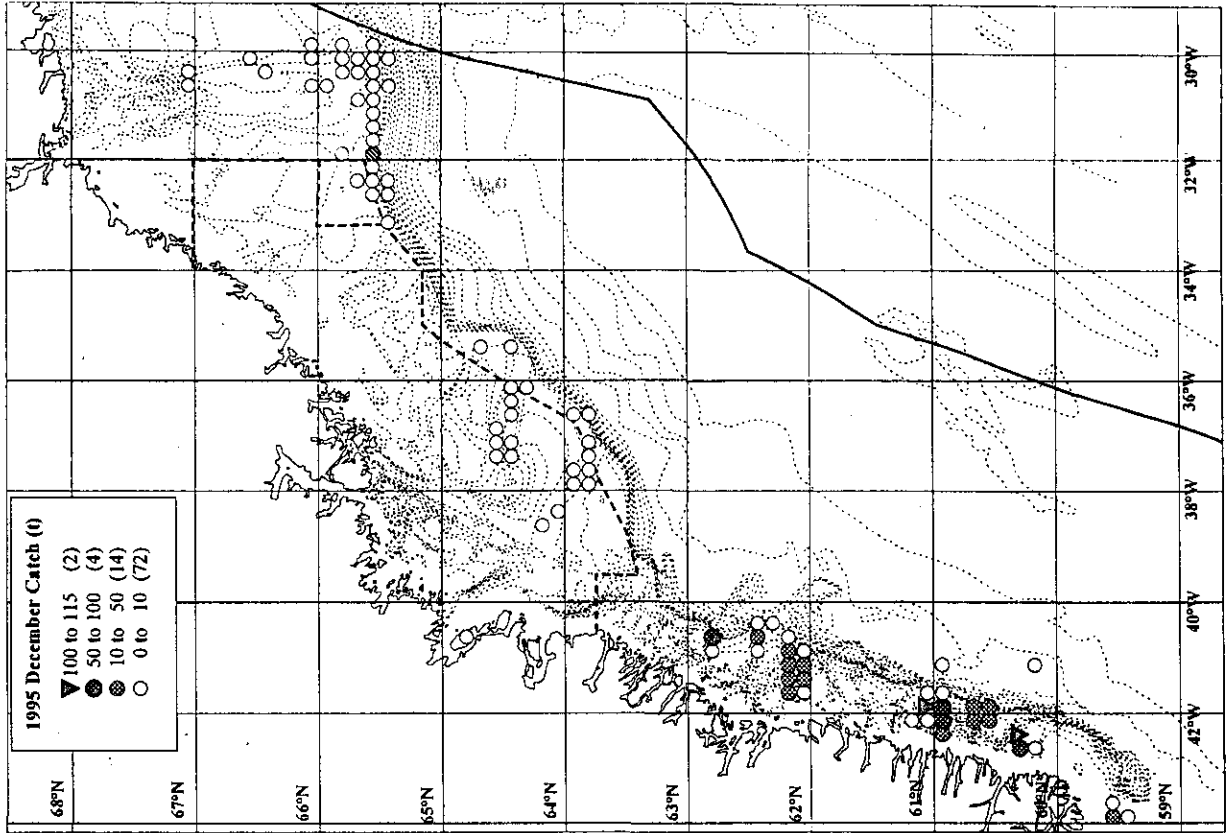 1995 December Catch (t)
100 to 115 (2)
50 to 100 (4)
10 to 50 (14)
0 to 10 (72)
68°N
67°N
66°N
65°N
64°N
63°N
62°N
61°N
60°N
59°N
42°W
40°W
38°W
36°W
34°W
32°W
30°W